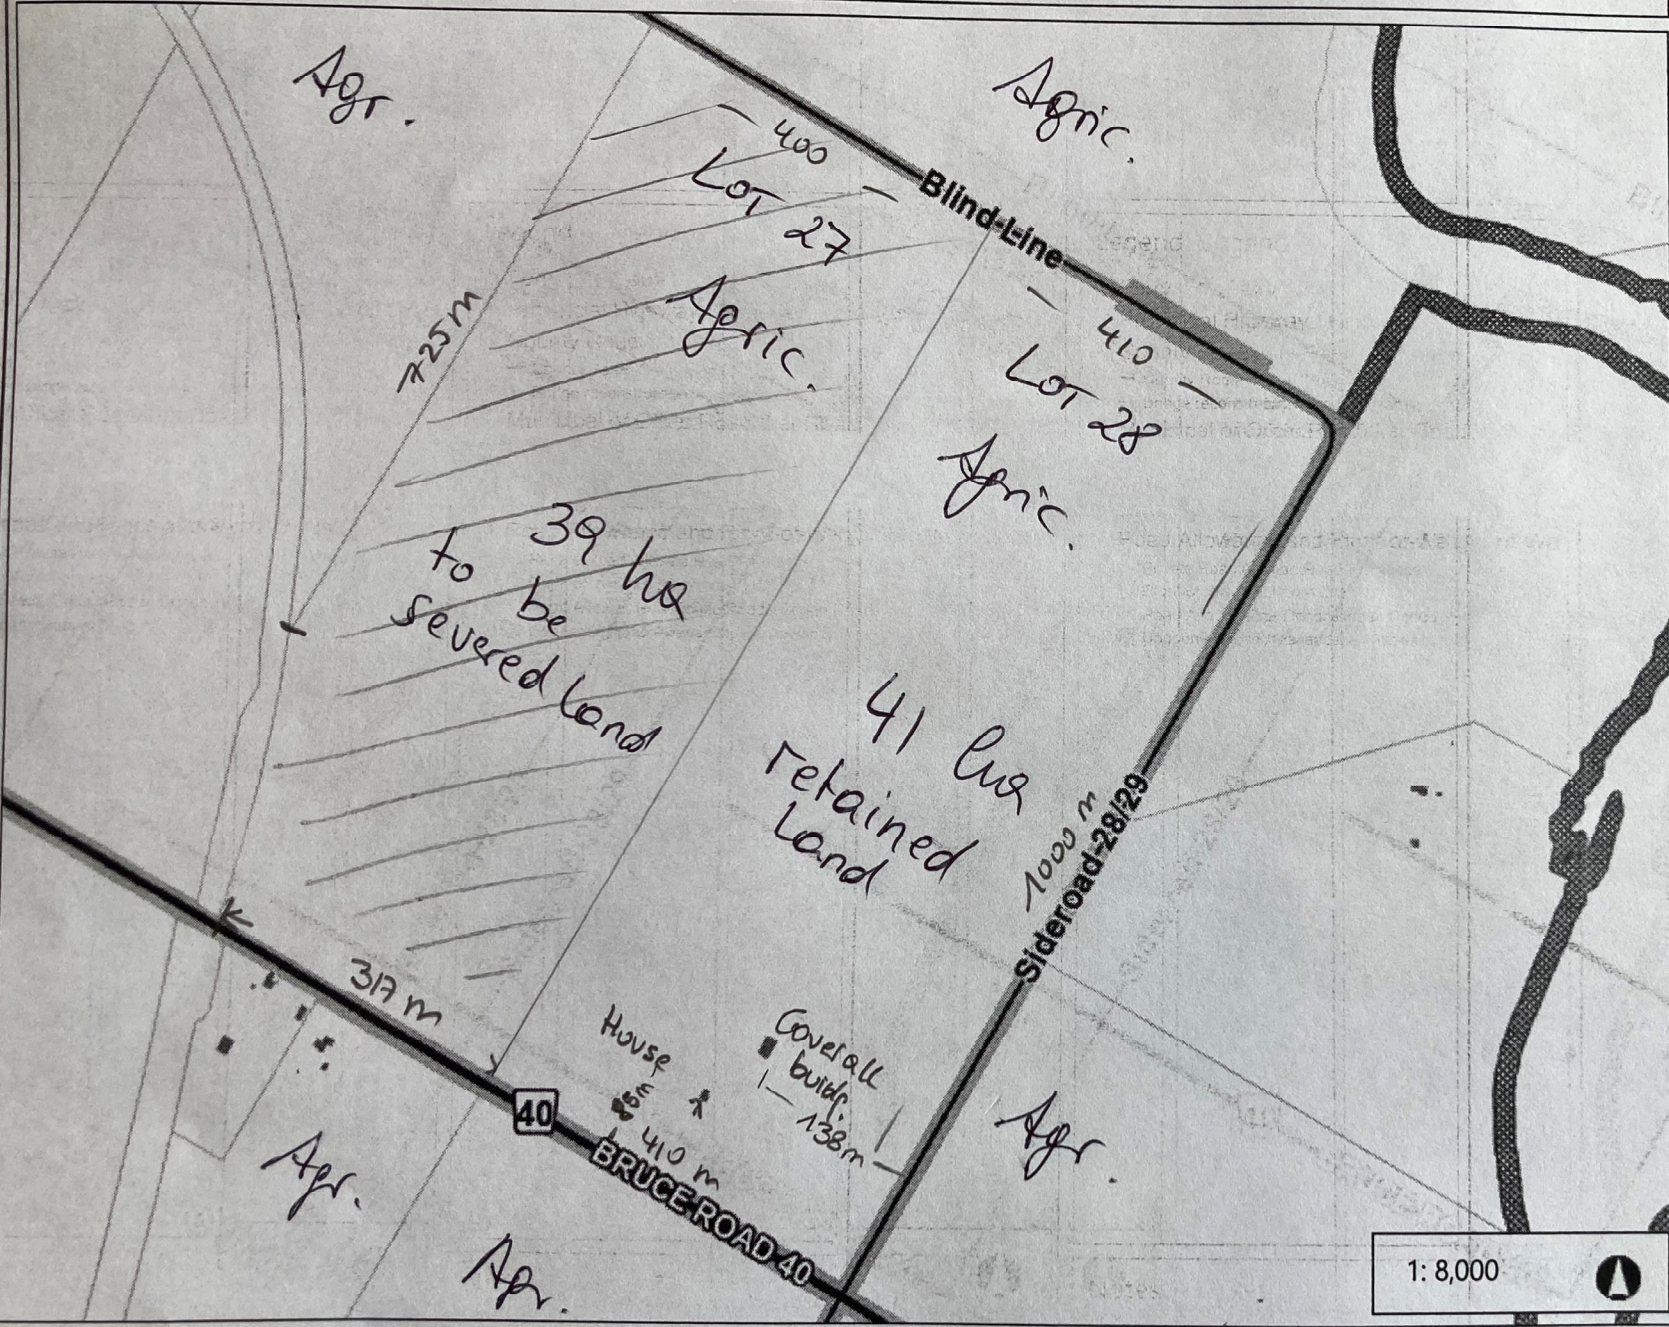 Agr.
Agric.
400
LOT 27
Blind-Line
Agric.
725 m
410
LOT 28
Agric.
39 ha
to be
severed Land
41 ha
retained
Land
1000 m
Sideroad-28/29
317 m
House
Coverall
buildg.
138m
40
410 m
BRUCE ROAD 40
Agr.
Agr.
Agr.
1: 8,000